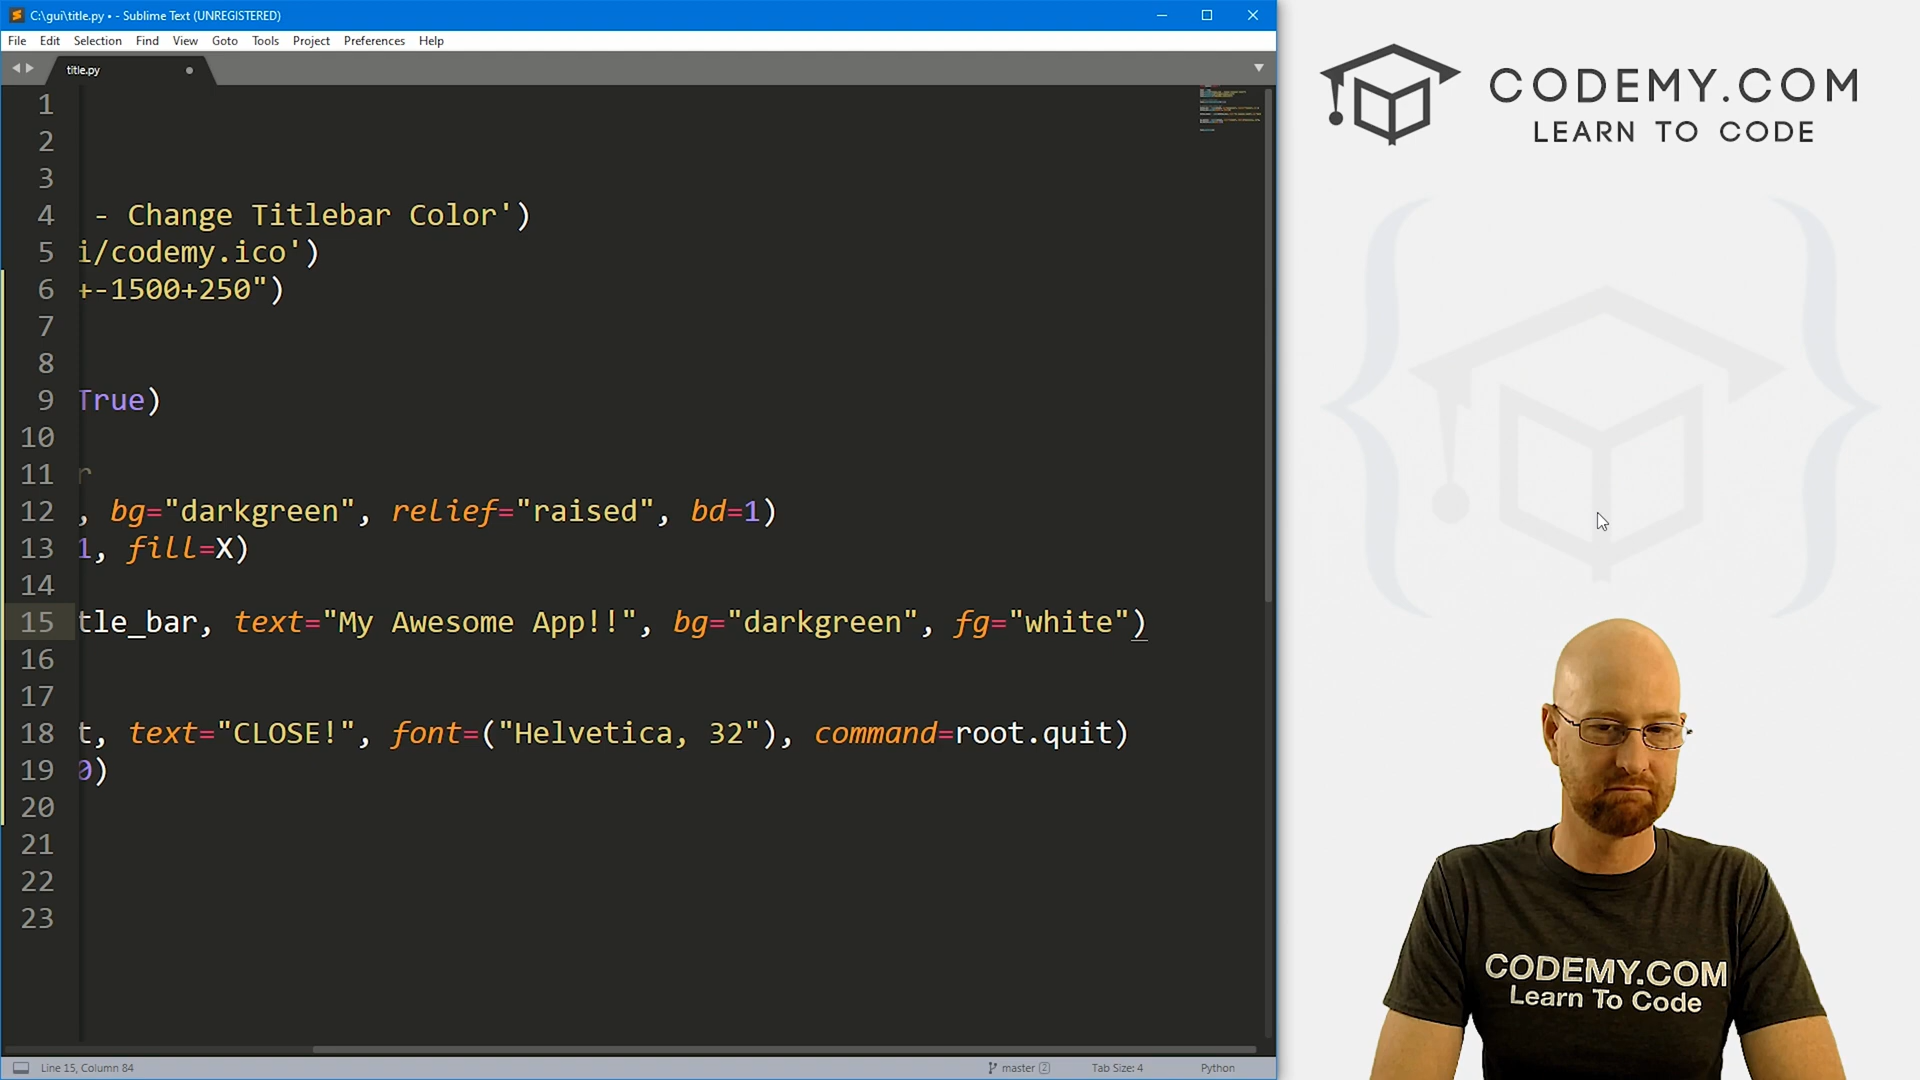 C:\gui\title.py • - Sublime Text (UNREGISTERED)
File Edit Selection Find View Goto Tools Project Preferences Help
title.py
1
2
3
4 - Change Titlebar Color')
5 i/codemy.ico')
6 +-1500+250")
7
8
9 True)
10
11 r
12 , bg="darkgreen", relief="raised", bd=1)
13 1, fill=X)
14
15 tle_bar, text="My Awesome App!!", bg="darkgreen", fg="white")
16
17
18 t, text="CLOSE!", font=("Helvetica, 32"), command=root.quit)
19 0)
20
21
22
23
Line 15, Column 84 master 2 Tab Size: 4 Python
CODEMY.COM
LEARN TO CODE
CODEMY.COM
Learn To Code